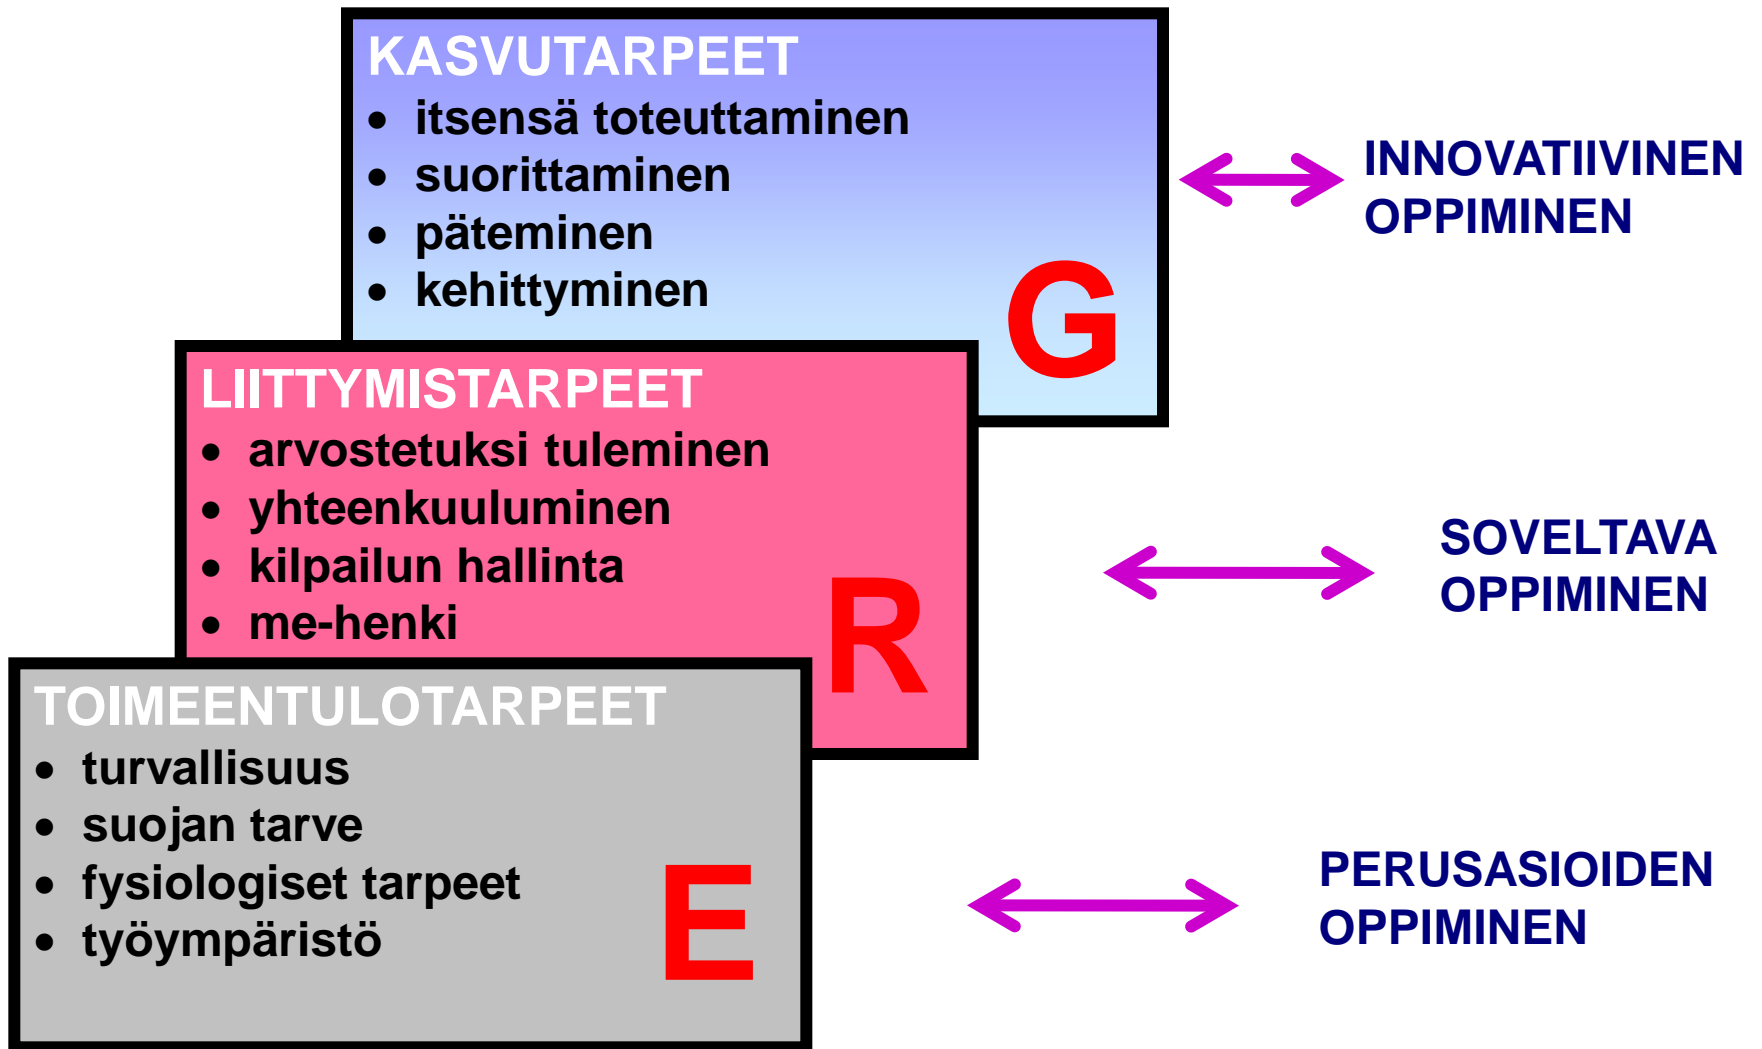 KASVUTARPEET
• itsensä toteuttaminen
• suorittaminen
• päteminen
• kehittyminen
G
INNOVATIIVINEN
OPPIMINEN
LIITTYMISTARPEET
• arvostetuksi tuleminen
• yhteenkuuluminen
• kilpailun hallinta
• me-henki
R
SOVELTAVA
OPPIMINEN
TOIMEENTULOTARPEET
• turvallisuus
• suojan tarve
• fysiologiset tarpeet
• työympäristö
E
PERUSASIOIDEN
OPPIMINEN